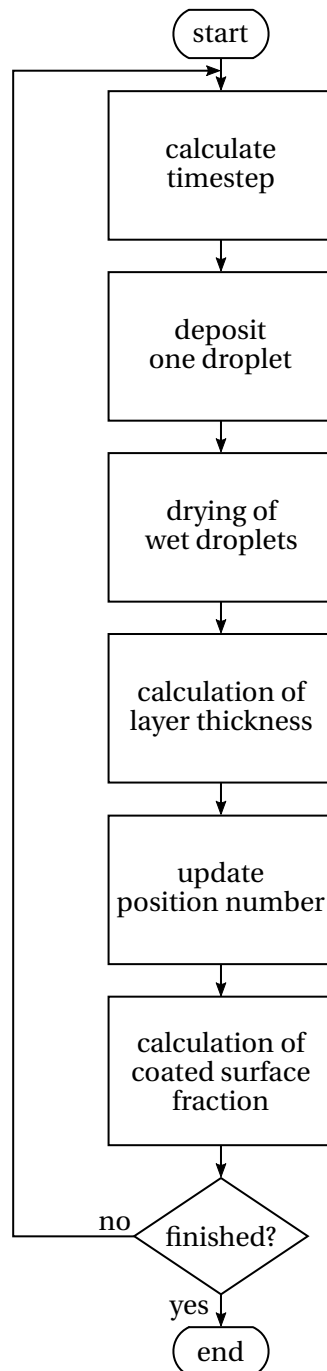 start
calculate
timestep
deposit
one droplet
drying of
wet droplets
calculation of
layer thickness
update
position number
calculation of
coated surface
fraction
no
finished?
yes
end